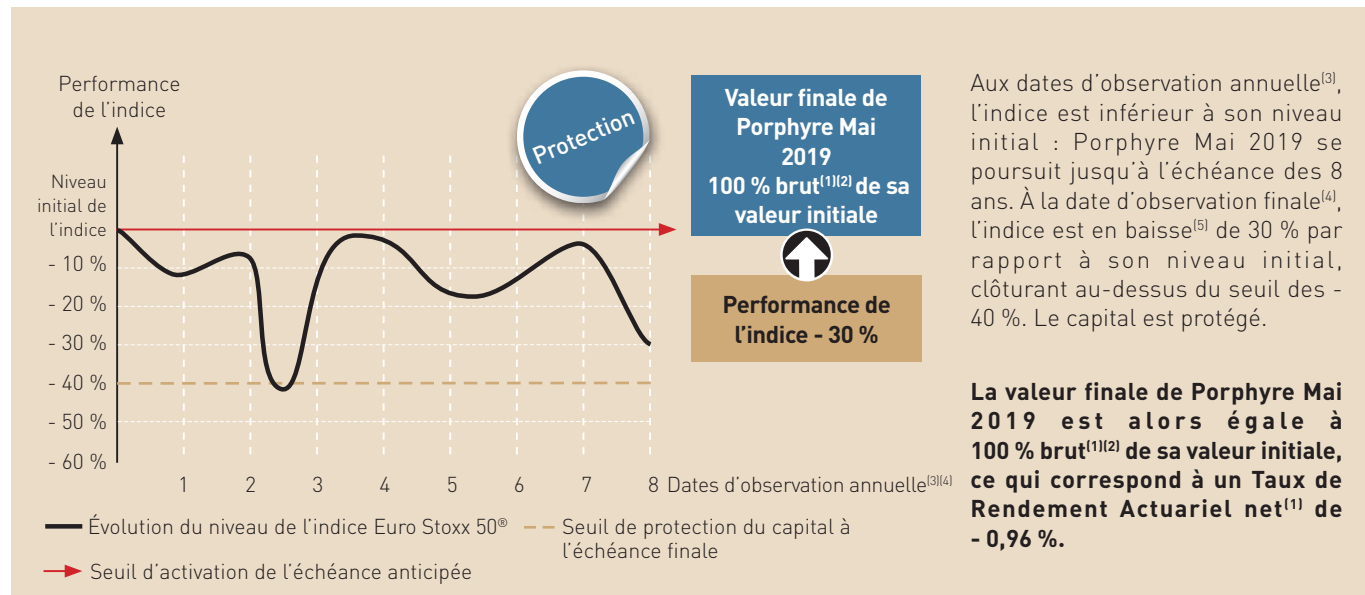 Performance
de l'indice
Niveau
initial de
l'indice
- 10 %
- 20 %
- 30 %
- 40 %
- 50 %
- 60 %
1 2 3 4 5 6 7 8 Dates d'observation annuelle(3)(4)
Protection
Évolution du niveau de l'indice Euro Stoxx 50®
Seuil de protection du capital à
l'échéance finale
Seuil d'activation de l'échéance anticipée
Valeur finale de
Porphyre Mai
2019
100 % brut(1)(2) de sa
valeur initiale
Performance de
l'indice - 30 %
Aux dates d'observation annuelle(3),
l'indice est inférieur à son niveau
initial : Porphyre Mai 2019 se
poursuit jusqu'à l'échéance des 8
ans. À la date d'observation finale(4),
l'indice est en baisse(5) de 30 % par
rapport à son niveau initial,
clôturant au-dessus du seuil des -
40 %. Le capital est protégé.
La valeur finale de Porphyre Mai
2019 est alors égale à
100 % brut(1)(2) de sa valeur initiale,
ce qui correspond à un Taux de
Rendement Actuariel net(1) de
- 0,96 %.